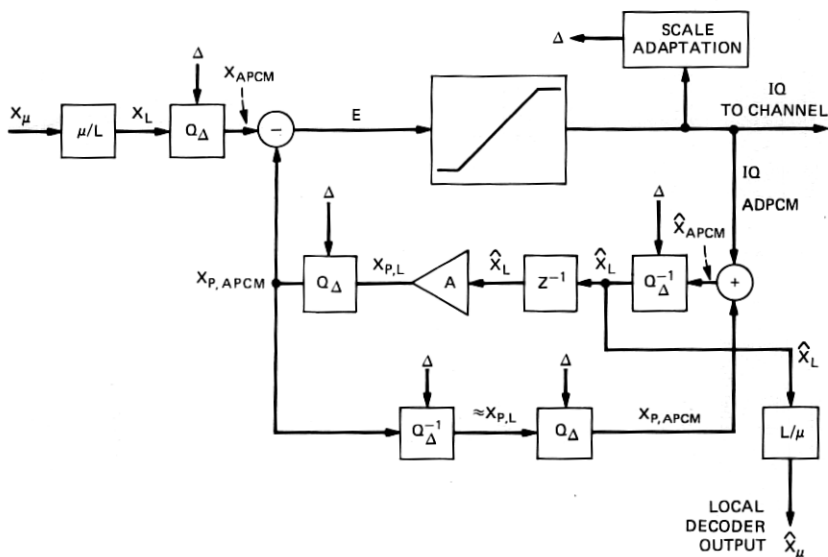 SCALE
ADAPTATION
Δ
Δ
X_APCM
IQ
TO CHANNEL
X_μ
μ/L
X_L
Q_Δ
−
E
IQ
ADPCM
Δ
Δ
X̂_APCM
X_P,APCM
Q_Δ
X_P,L
A
X̂_L
Z⁻¹
X̂_L
Q_Δ⁻¹
+
X̂_L
Δ
Δ
Q_Δ⁻¹
≈X_P,L
Q_Δ
X_P,APCM
L/μ
LOCAL
DECODER
OUTPUT X̂_μ